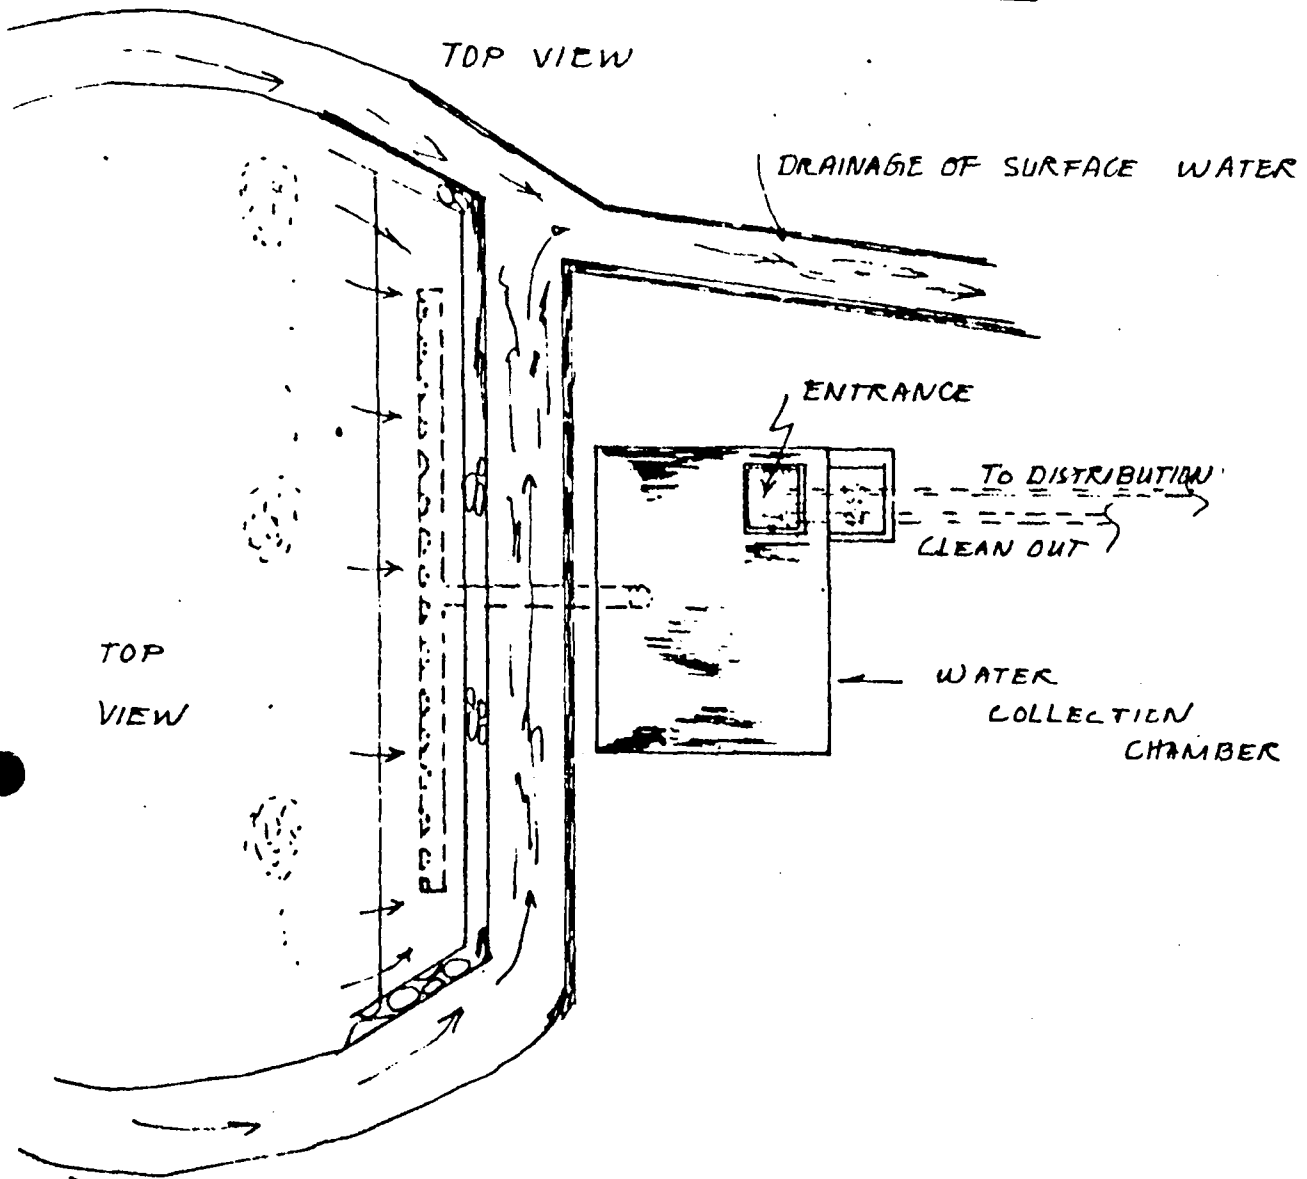 TOP VIEW
DRAINAGE OF SURFACE WATER
ENTRANCE
TO DISTRIBUTION
CLEAN OUT
TOP
VIEW
WATER
COLLECTION
CHAMBER